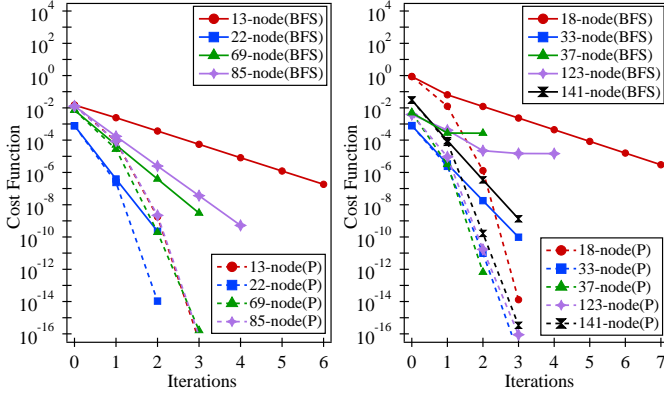 10^4
10^2
10^0
10^-2
10^-4
10^-6
10^-8
10^-10
10^-12
10^-14
10^-16
Cost Function
13-node(BFS)
22-node(BFS)
69-node(BFS)
85-node(BFS)
13-node(P)
22-node(P)
69-node(P)
85-node(P)
0 1 2 3 4 5 6
Iterations
10^4
10^2
10^0
10^-2
10^-4
10^-6
10^-8
10^-10
10^-12
10^-14
10^-16
Cost Function
18-node(BFS)
33-node(BFS)
37-node(BFS)
123-node(BFS)
141-node(BFS)
18-node(P)
33-node(P)
37-node(P)
123-node(P)
141-node(P)
0 1 2 3 4 5 6 7
Iterations